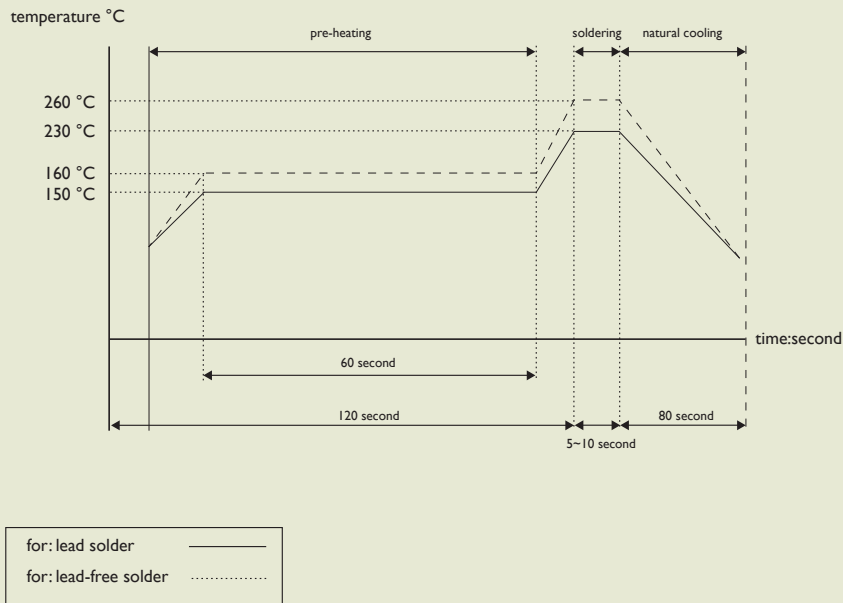 temperature °C
pre-heating
soldering
natural cooling
260 °C
230 °C
160 °C
150 °C
time:second
60 second
120 second
80 second
5~10 second
for: lead solder
for: lead-free solder